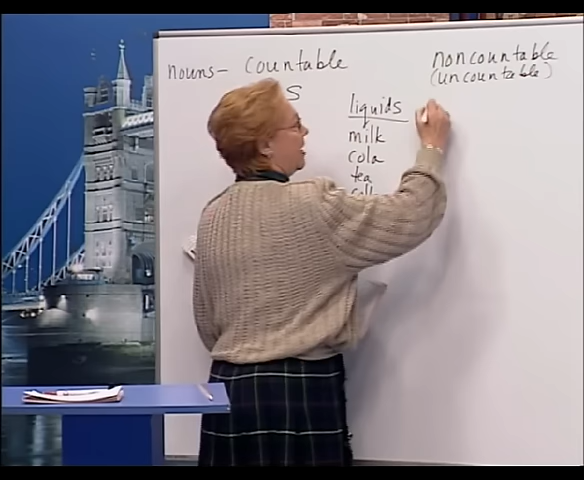 nouns- countable
s
noncountable
(uncountable)
liquids
milk
cola
tea